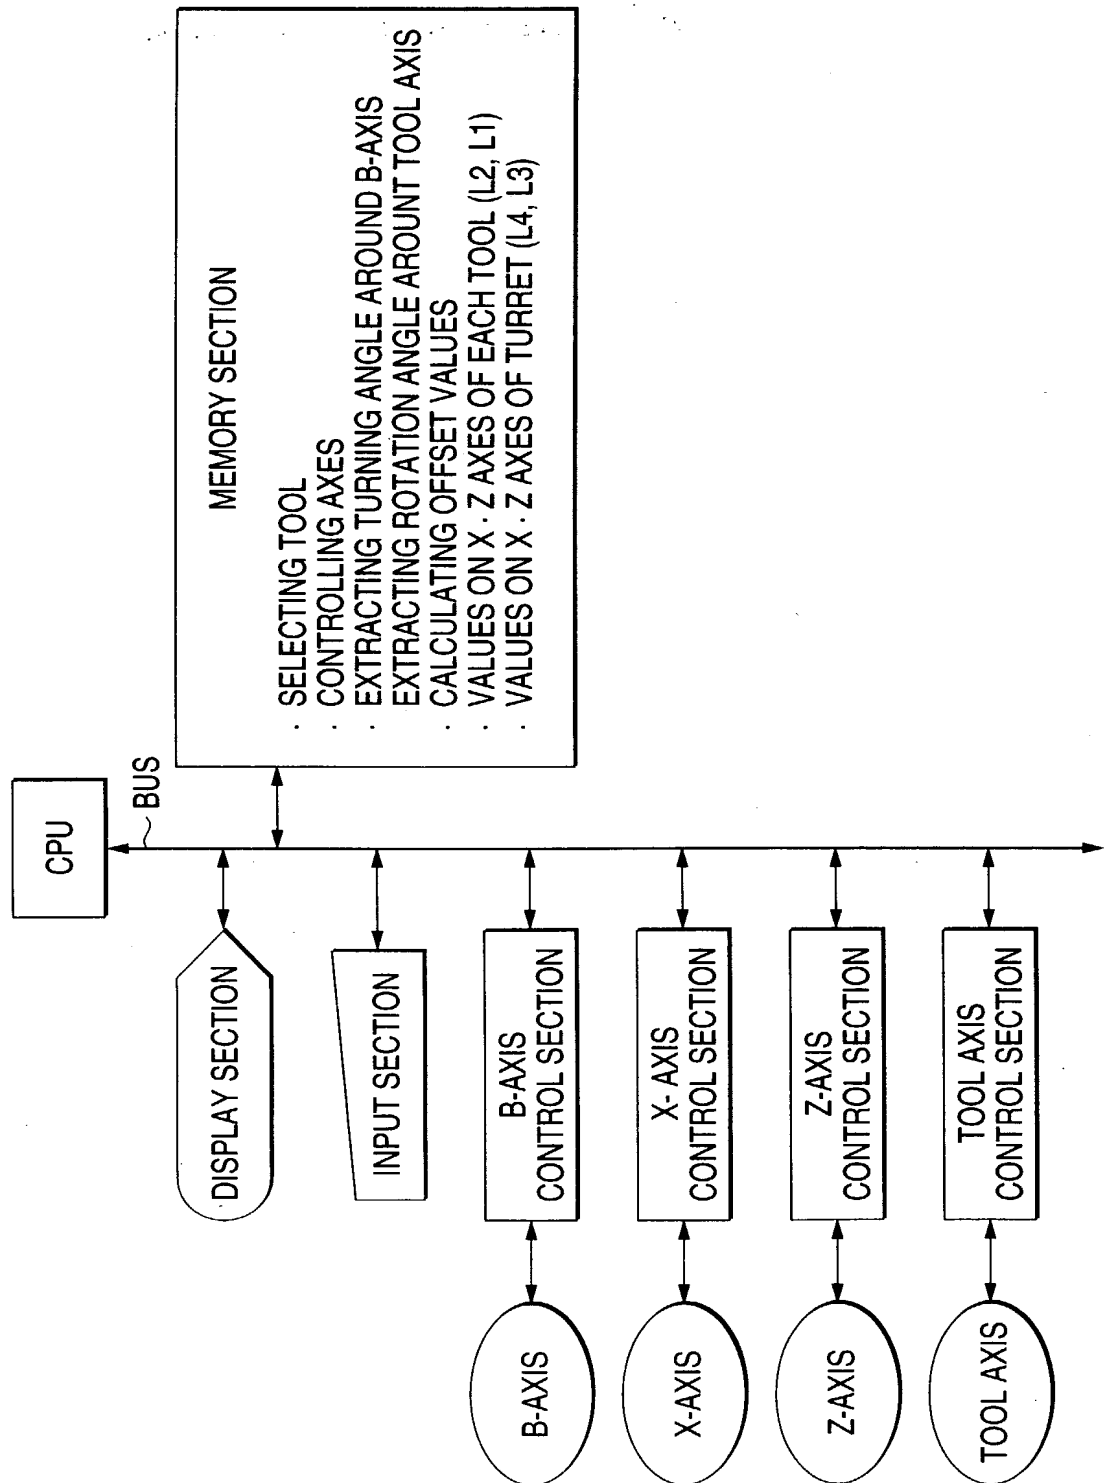 CPU
BUS
MEMORY SECTION
· SELECTING TOOL
· CONTROLLING AXES
· EXTRACTING TURNING ANGLE AROUND B-AXIS
EXTRACTING ROTATION ANGLE AROUNT TOOL AXIS
· CALCULATING OFFSET VALUES
· VALUES ON X · Z AXES OF EACH TOOL (L2, L1)
· VALUES ON X · Z AXES OF TURRET (L4, L3)
DISPLAY SECTION
INPUT SECTION
B-AXIS
CONTROL SECTION
B-AXIS
X- AXIS
CONTROL SECTION
X-AXIS
Z-AXIS
CONTROL SECTION
Z-AXIS
TOOL AXIS
CONTROL SECTION
TOOL AXIS